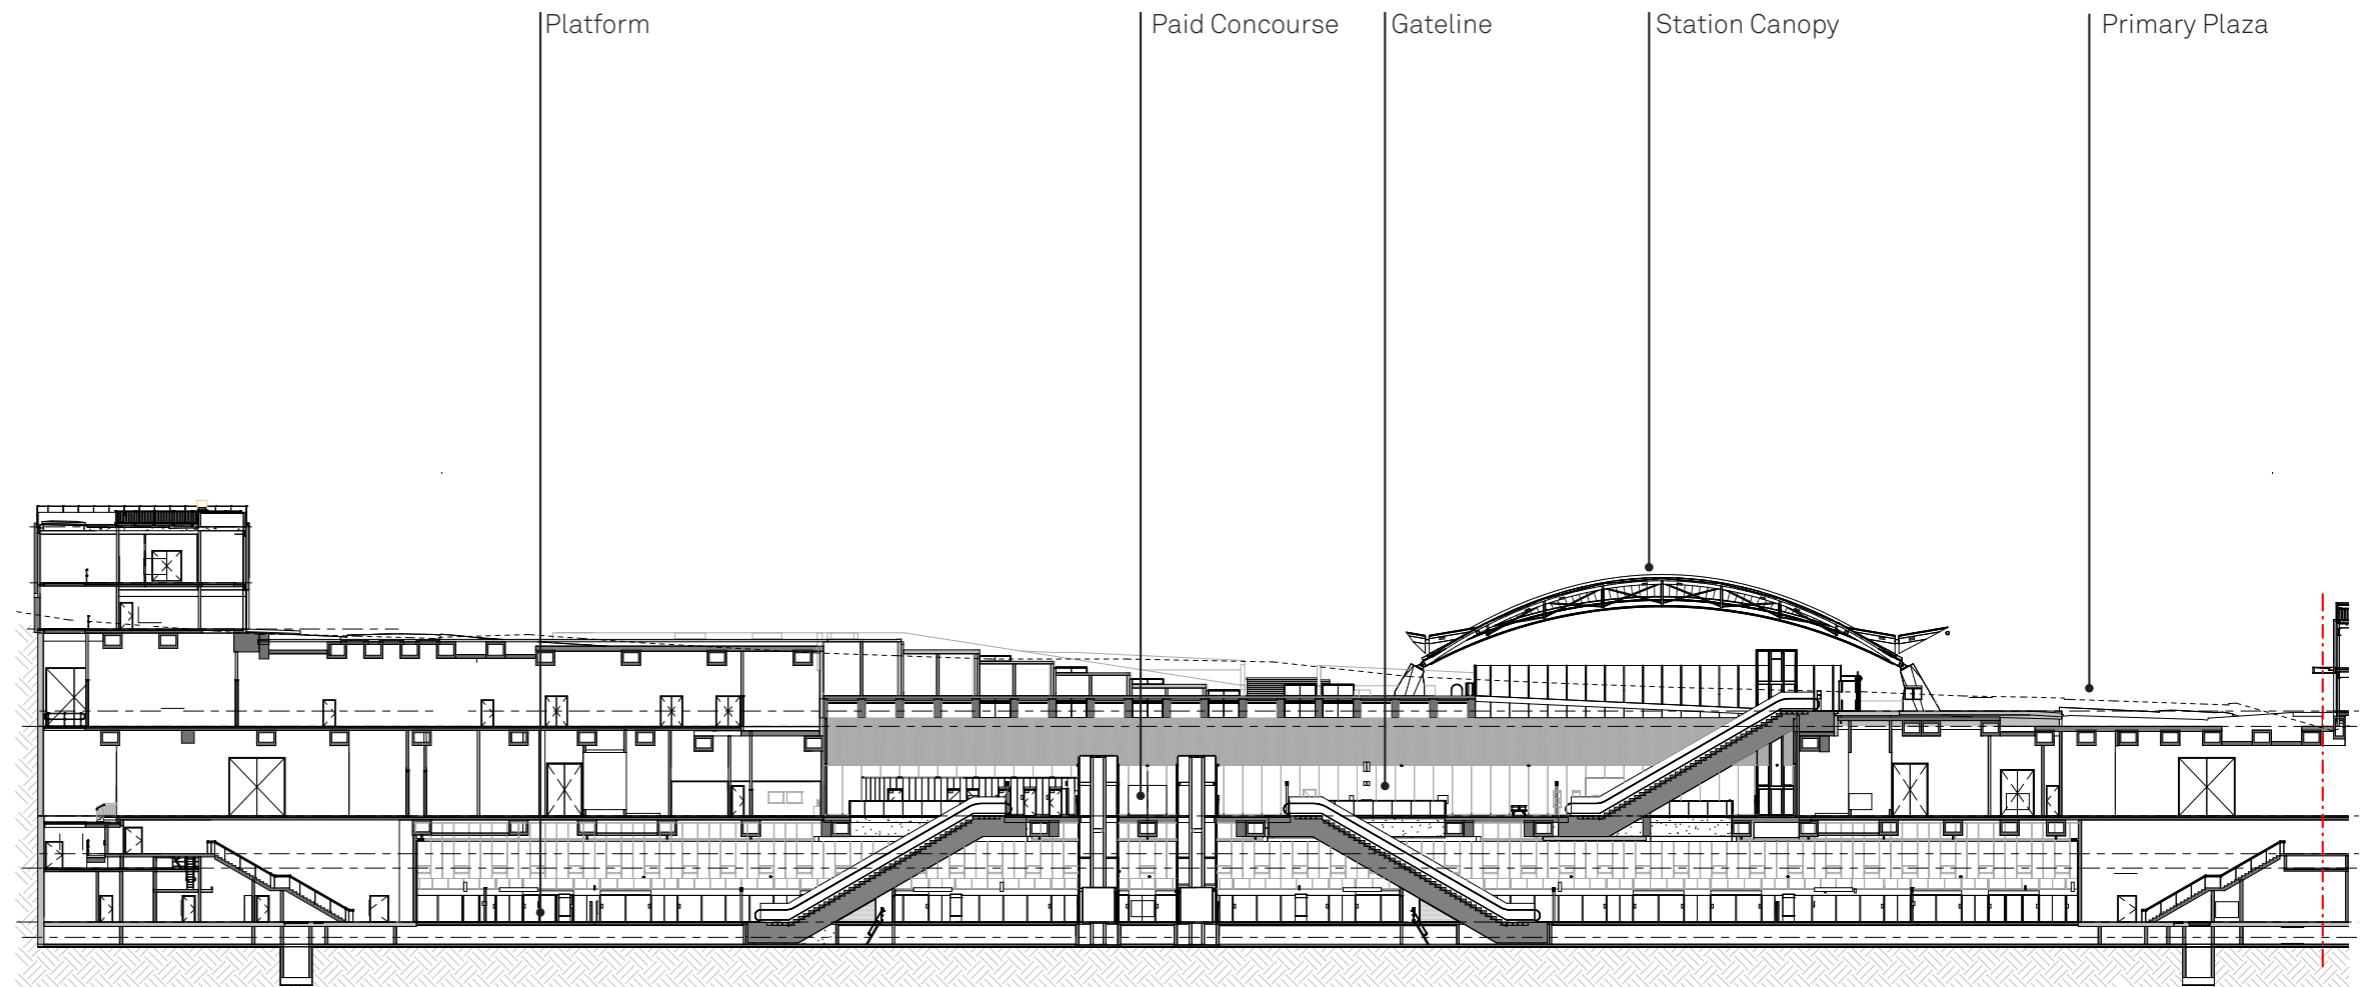 Platform
Paid Concourse
Gateline
Station Canopy
Primary Plaza